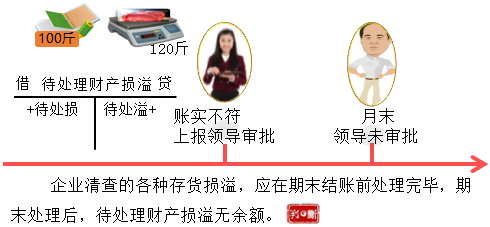 100斤
120斤
借 待处理财产损溢 贷
+待处损 待处溢+
账实不符
上报领导审批
月末
领导未审批
企业清查的各种存货损溢，应在期末结账前处理完毕，期
末处理后，待处理财产损溢无余额。